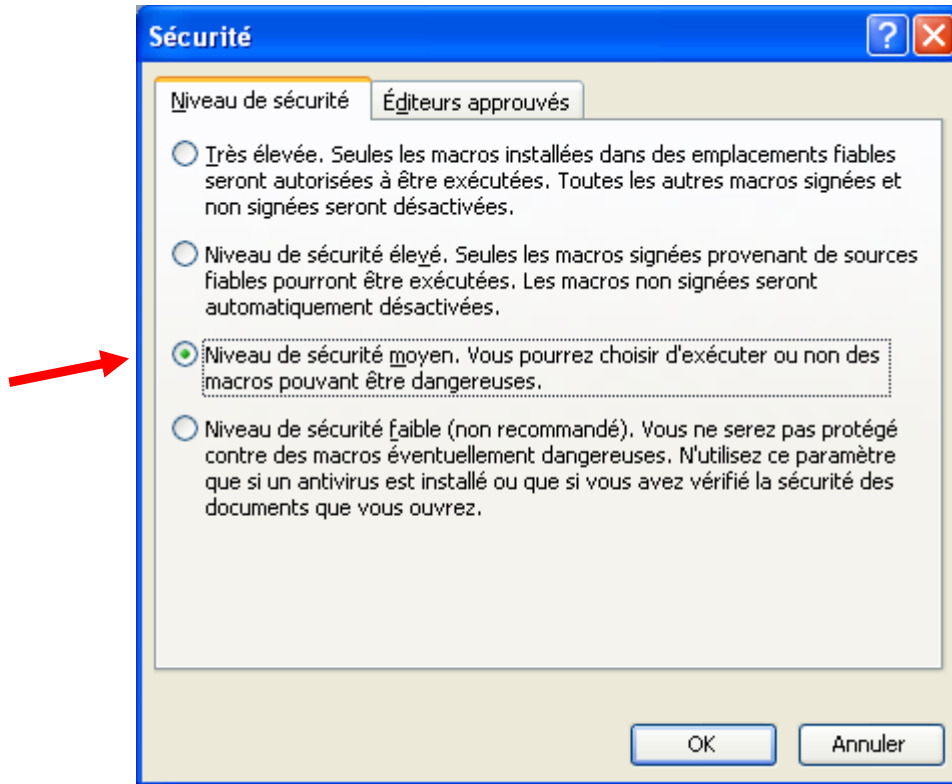 Sécurité
Niveau de sécurité
Éditeurs approuvés
Très élevée. Seules les macros installées dans des emplacements fiables
seront autorisées à être exécutées. Toutes les autres macros signées et
non signées seront désactivées.
Niveau de sécurité élevé. Seules les macros signées provenant de sources
fiables pourront être exécutées. Les macros non signées seront
automatiquement désactivées.
Niveau de sécurité moyen. Vous pourrez choisir d'exécuter ou non des
macros pouvant être dangereuses.
Niveau de sécurité faible (non recommandé). Vous ne serez pas protégé
contre des macros éventuellement dangereuses. N'utilisez ce paramètre
que si un antivirus est installé ou que si vous avez vérifié la sécurité des
documents que vous ouvrez.
OK
Annuler